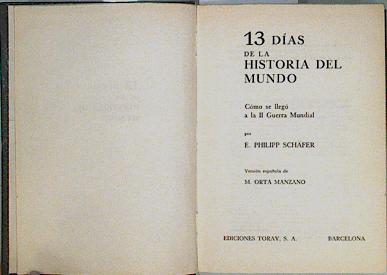 13 DÍAS
DE LA
HISTORIA DEL
MUNDO
Cómo se llegó
a la II Guerra Mundial
por
E. PHILIPP SCHÄFER
Versión española de
M. ORTA MANZANO
EDICIONES TORAY, S. A. BARCELONA